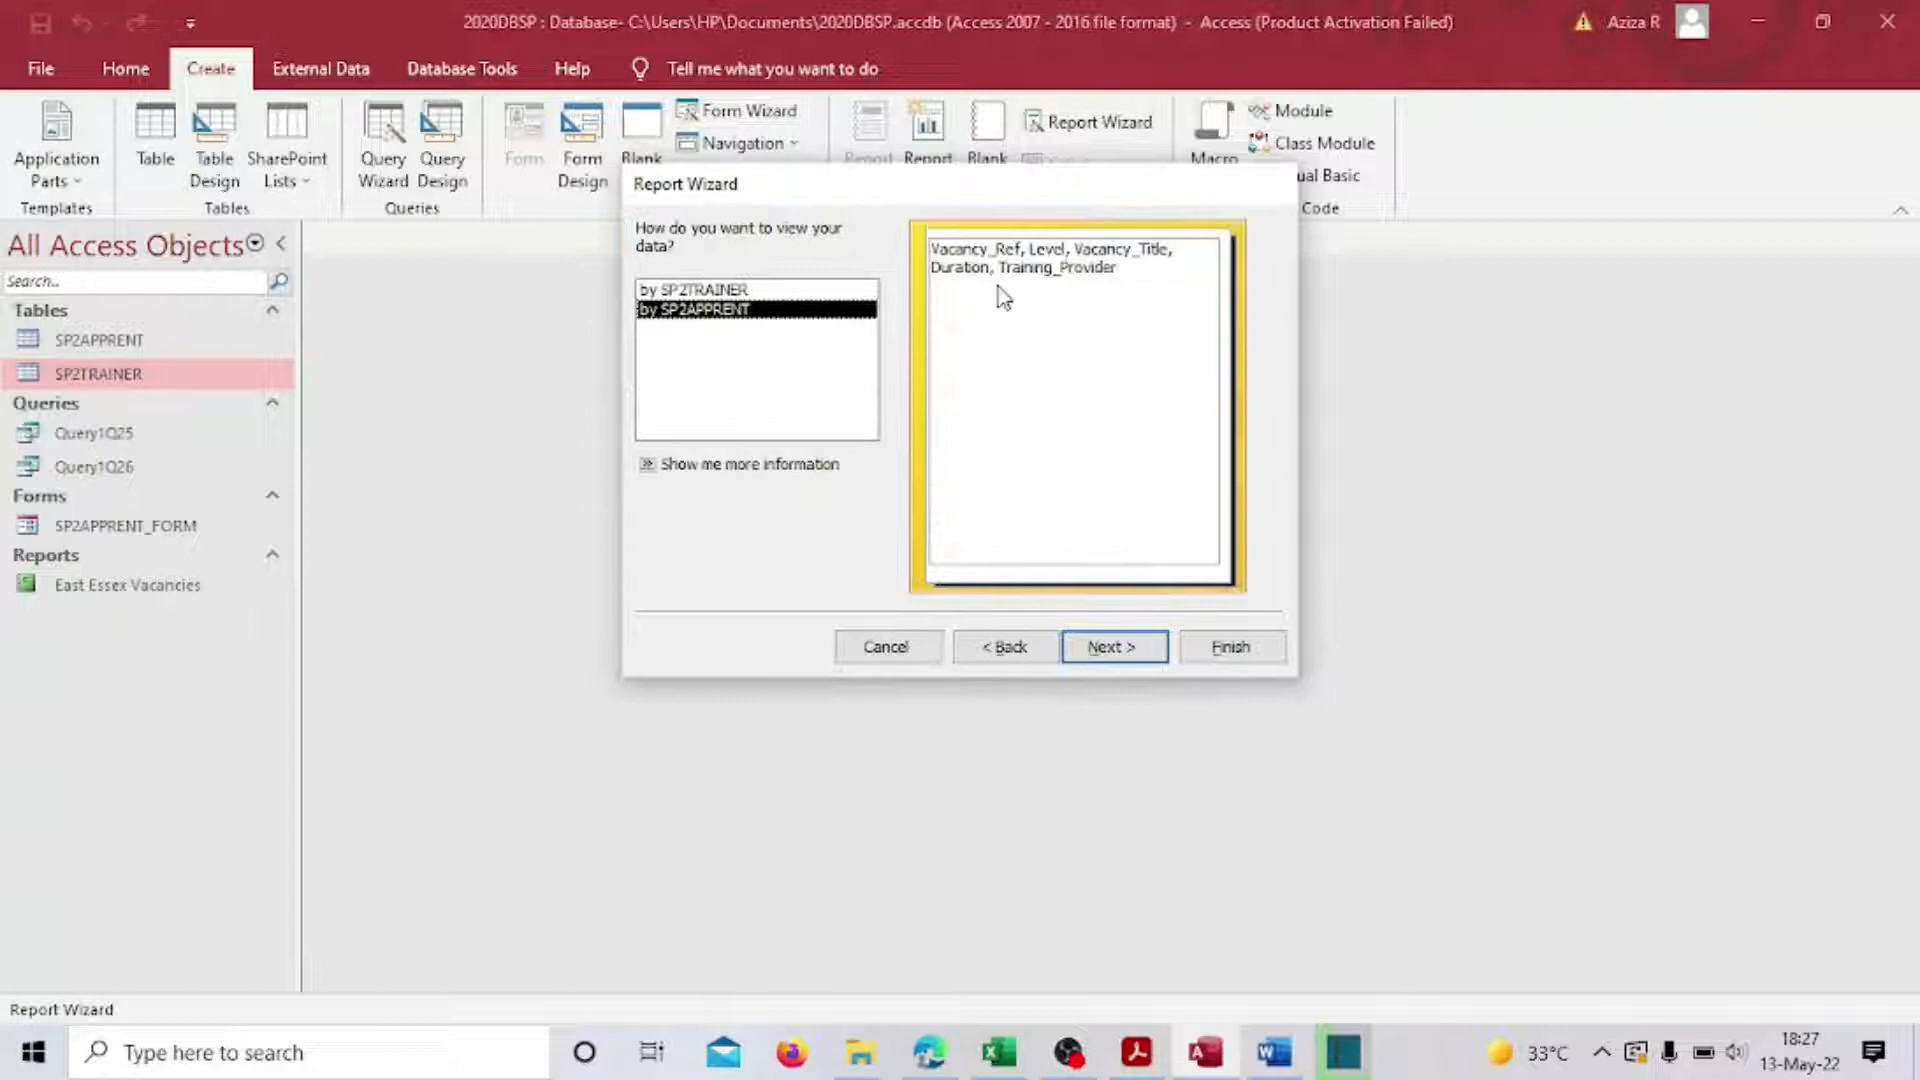 2020DBSP : Database- C:\Users\HP\Documents\2020DBSP.accdb (Access 2007 - 2016 file format) - Access (Product Activation Failed)
Aziza R
File
Home
Create
External Data
Database Tools
Help
Tell me what you want to do
Application
Parts
Table
Table
Design
SharePoint
Lists
Query
Wizard
Query
Design
Form
Form
Design
Blank
Form Wizard
Navigation
Report
Report
Blank
Report Wizard
Macro
Module
Class Module
ual Basic
Templates
Tables
Queries
Code
All Access Objects
Search...
Tables
SP2APPRENT
SP2TRAINER
Queries
Query1Q25
Query1Q26
Forms
SP2APPRENT_FORM
Reports
East Essex Vacancies
Report Wizard
How do you want to view your
data?
by SP2TRAINER
by SP2APPRENT
Show me more information
Vacancy_Ref, Level, Vacancy_Title,
Duration, Training_Provider
Cancel
< Back
Next >
Finish
Report Wizard
Type here to search
33°C
18:27
13-May-22